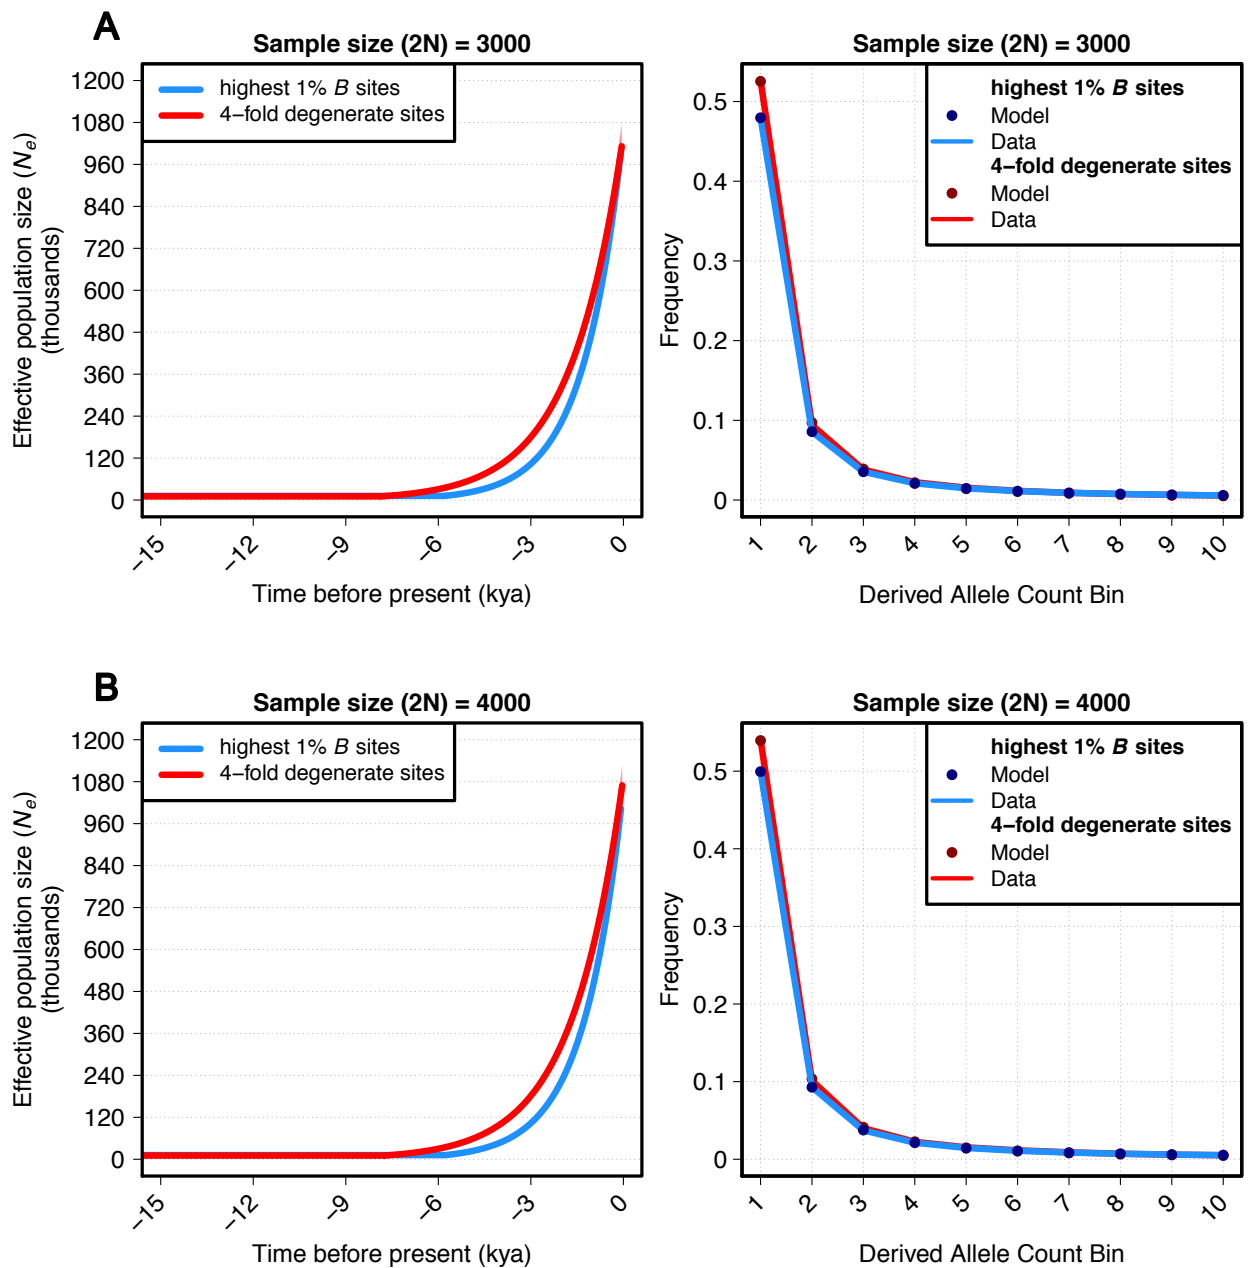 A
Sample size (2N) = 3000
highest 1% B sites
4−fold degenerate sites
1200
1080
960
840
720
600
480
360
240
120
0
Effective population size (Ne)
(thousands)
−15
−12
−9
−6
−3
0
Time before present (kya)
Sample size (2N) = 3000
highest 1% B sites
Model
Data
4−fold degenerate sites
Model
Data
0.5
0.4
0.3
0.2
0.1
0
Frequency
1
2
3
4
5
6
7
8
9
10
Derived Allele Count Bin
B
Sample size (2N) = 4000
highest 1% B sites
4−fold degenerate sites
1200
1080
960
840
720
600
480
360
240
120
0
Effective population size (Ne)
(thousands)
−15
−12
−9
−6
−3
0
Time before present (kya)
Sample size (2N) = 4000
highest 1% B sites
Model
Data
4−fold degenerate sites
Model
Data
0.5
0.4
0.3
0.2
0.1
0
Frequency
1
2
3
4
5
6
7
8
9
10
Derived Allele Count Bin